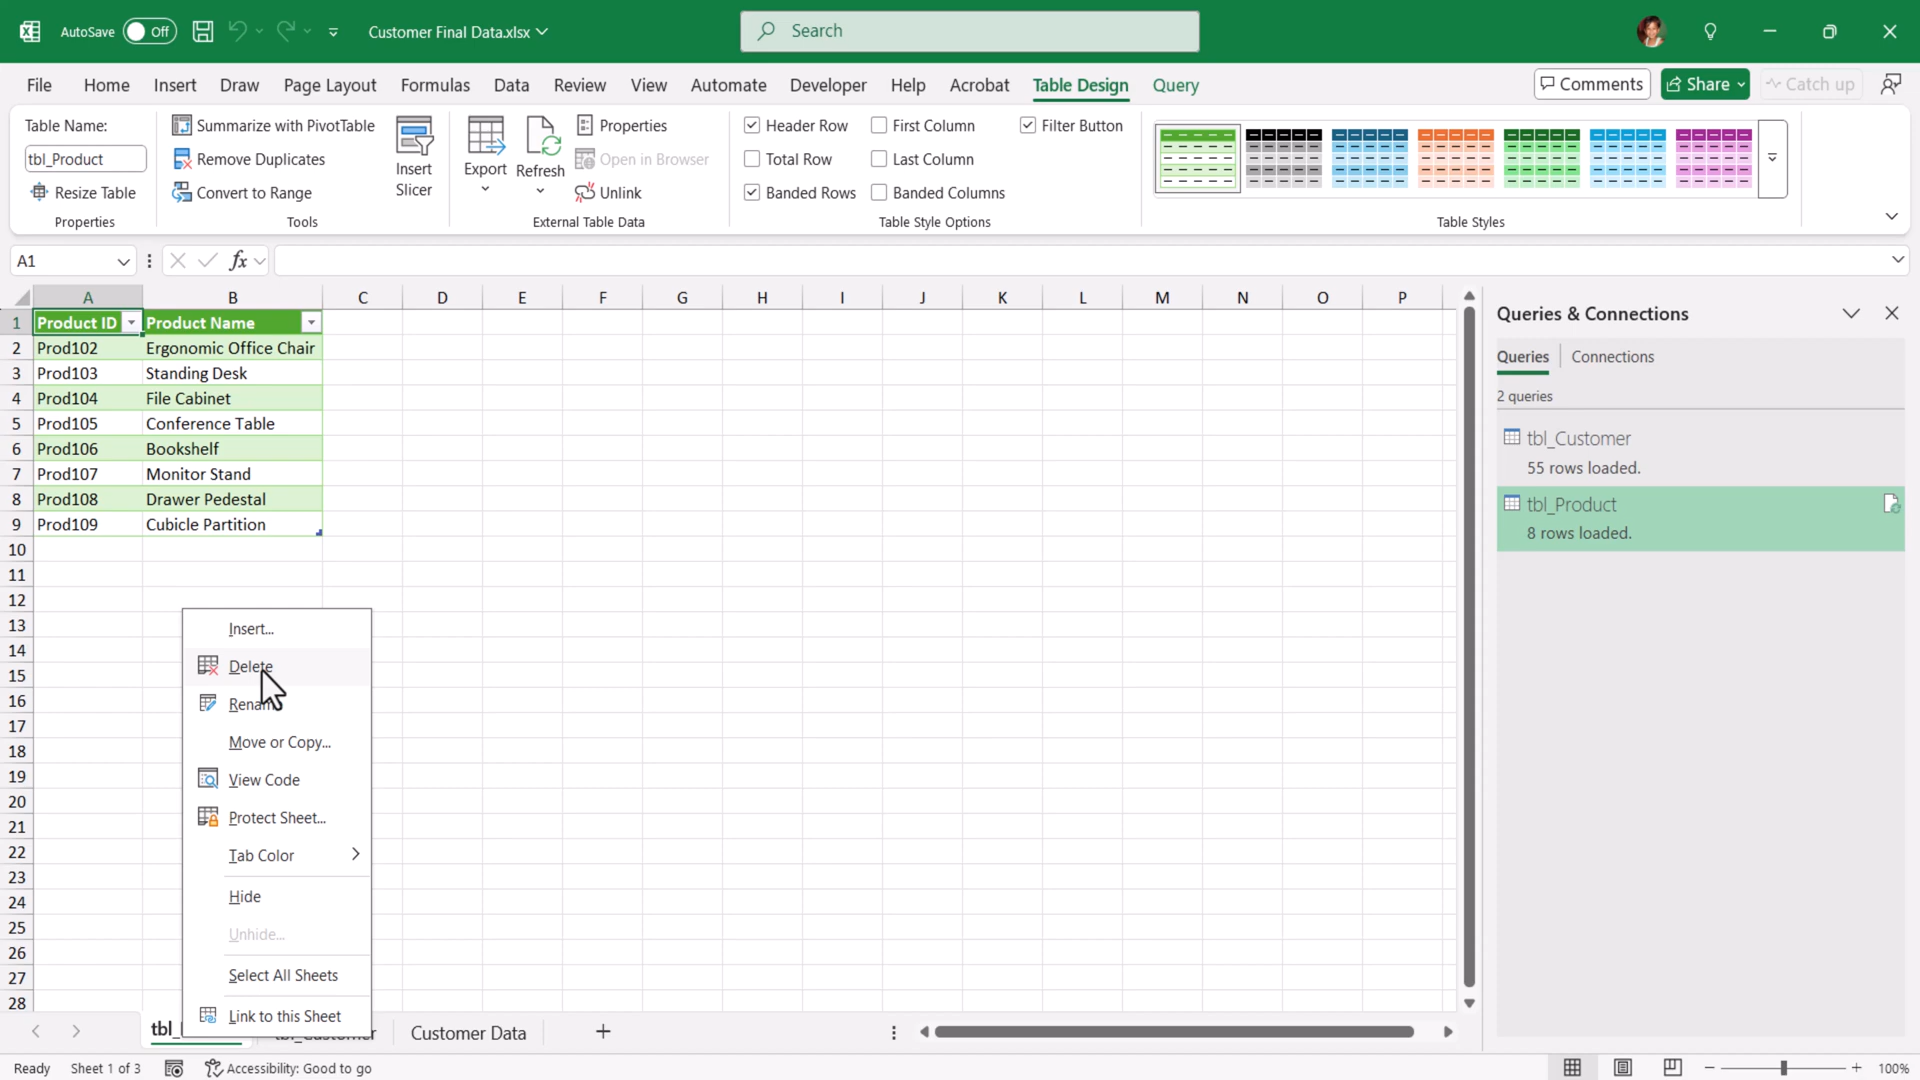 AutoSave Off Customer Final Data.xlsx Search
File Home Insert Draw Page Layout Formulas Data Review View Automate Developer Help Acrobat Table Design Query Comments Share Catch up
Table Name:
tbl_Product
Resize Table
Properties
Summarize with PivotTable
Remove Duplicates
Convert to Range
Tools
Insert
Slicer
Export
Refresh
Properties
Open in Browser
Unlink
External Table Data
Header Row First Column Filter Button
Total Row Last Column
Banded Rows Banded Columns
Table Style Options
Table Styles
A1 fx
A B C D E F G H I J K L M N O P
1 Product ID Product Name
2 Prod102 Ergonomic Office Chair
3 Prod103 Standing Desk
4 Prod104 File Cabinet
5 Prod105 Conference Table
6 Prod106 Bookshelf
7 Prod107 Monitor Stand
8 Prod108 Drawer Pedestal
9 Prod109 Cubicle Partition
10
11
12
13
14
15
16
17
18
19
20
21
22
23
24
25
26
27
28
Insert...
Delete
Rename
Move or Copy...
View Code
Protect Sheet...
Tab Color
Hide
Unhide...
Select All Sheets
Link to this Sheet
Queries & Connections
Queries Connections
2 queries
tbl_Customer
55 rows loaded.
tbl_Product
8 rows loaded.
tbl_Customer Customer Data
Ready Sheet 1 of 3 Accessibility: Good to go 100%